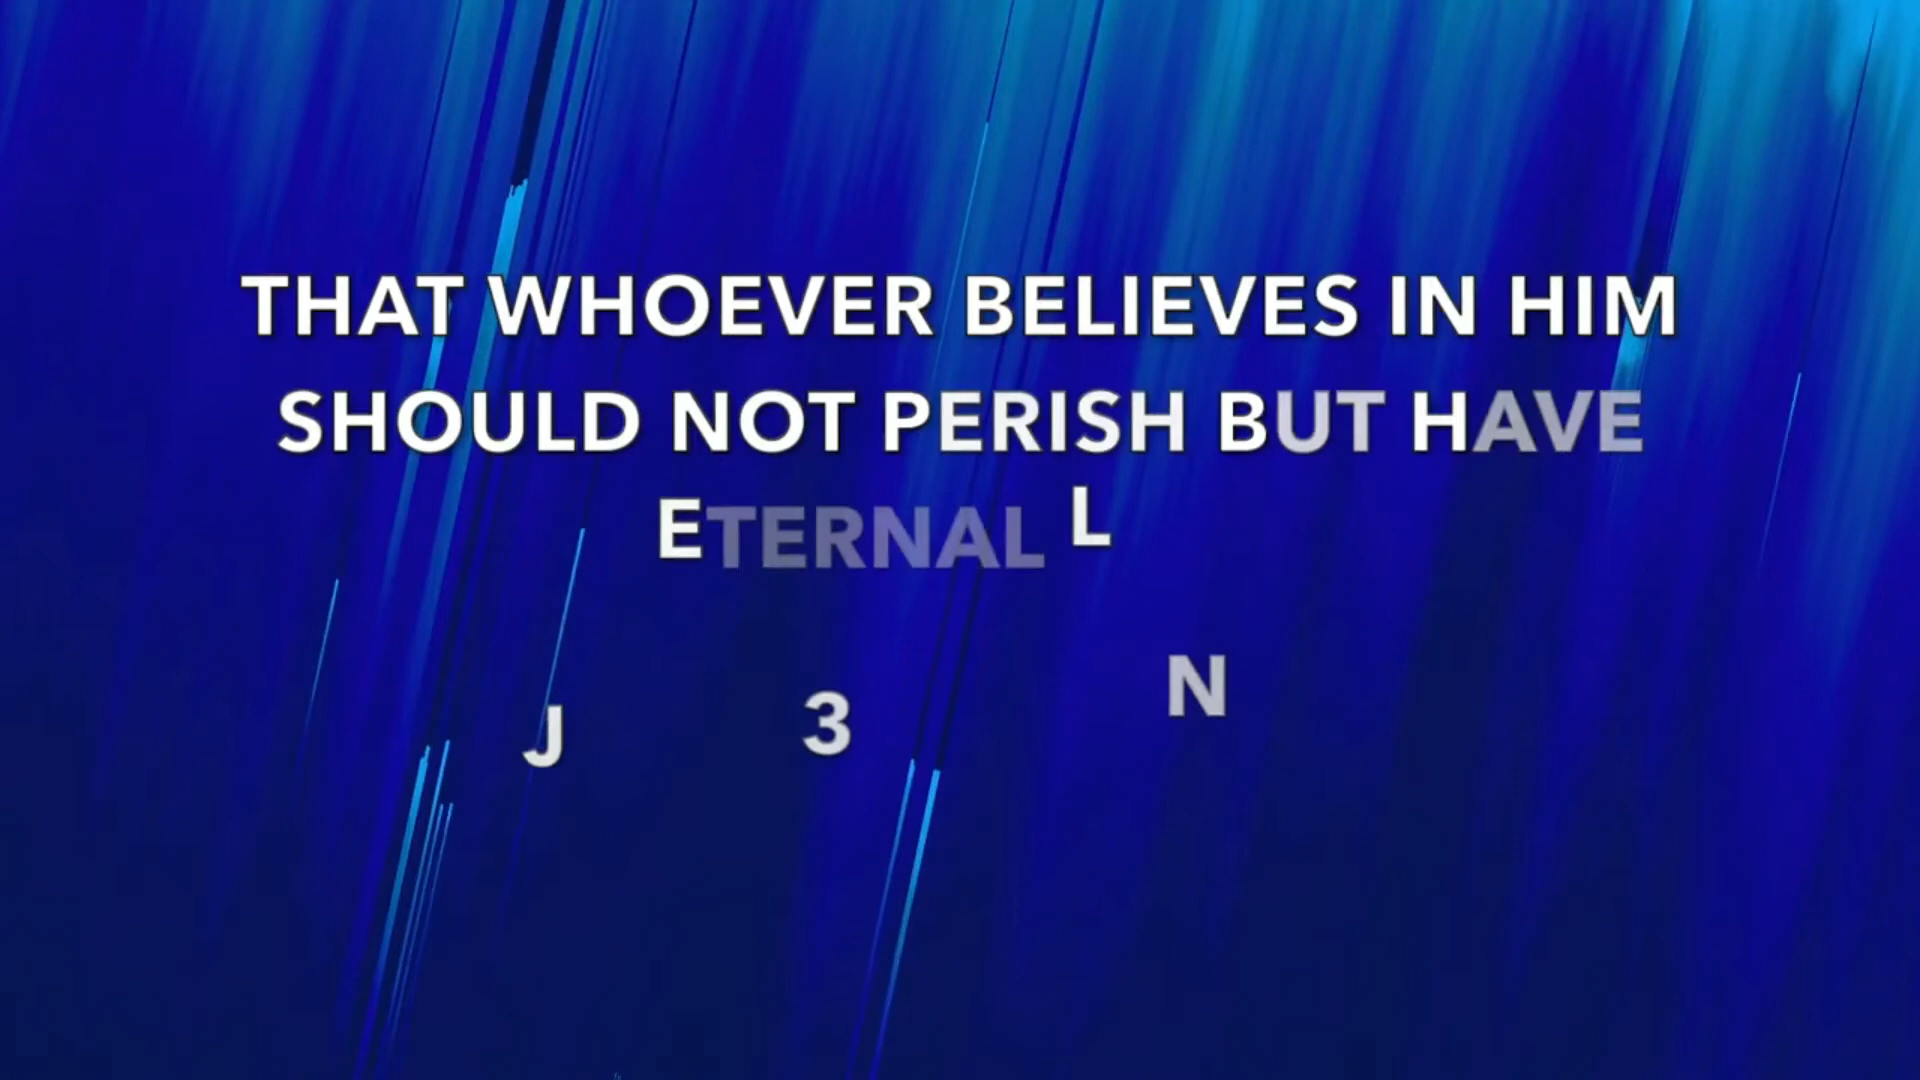 THAT WHOEVER BELIEVES IN HIM
SHOULD NOT PERISH BUT HAVE
ETERNAL L
J 3 N